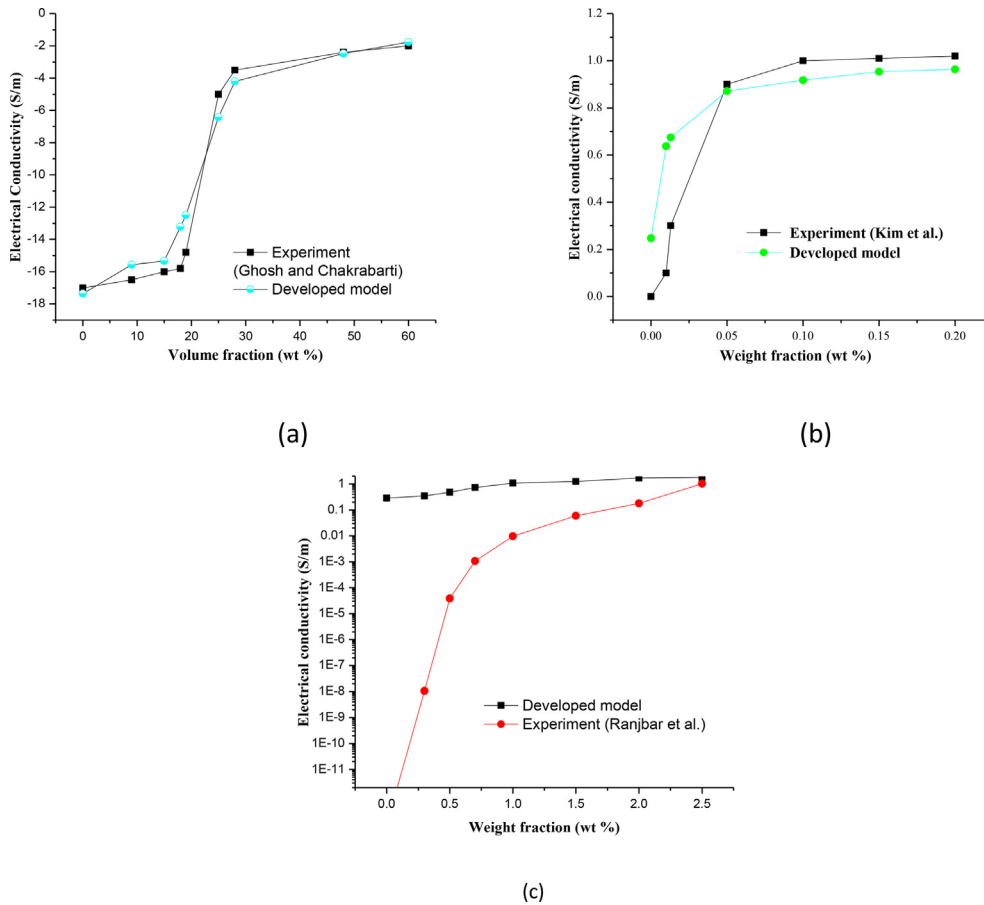 0
-2
-4
-6
-8
-10
-12
-14
-16
-18
Electrical Conductivity (S/m)
0 10 20 30 40 50 60
Volume fraction (wt %)
Experiment
(Ghosh and Chakrabarti)
Developed model
(a)
1.2
1.0
0.8
0.6
0.4
0.2
0.0
Electrical conductivity (S/m)
0.00 0.05 0.10 0.15 0.20
Weight fraction (wt %)
Experiment (Kim et al.)
Developed model
(b)
1
0.1
0.01
1E-3
1E-4
1E-5
1E-6
1E-7
1E-8
1E-9
1E-10
1E-11
Electrical conductivity (S/m)
0.0 0.5 1.0 1.5 2.0 2.5
Weight fraction (wt %)
Developed model
Experiment (Ranjbar et al.)
(c)